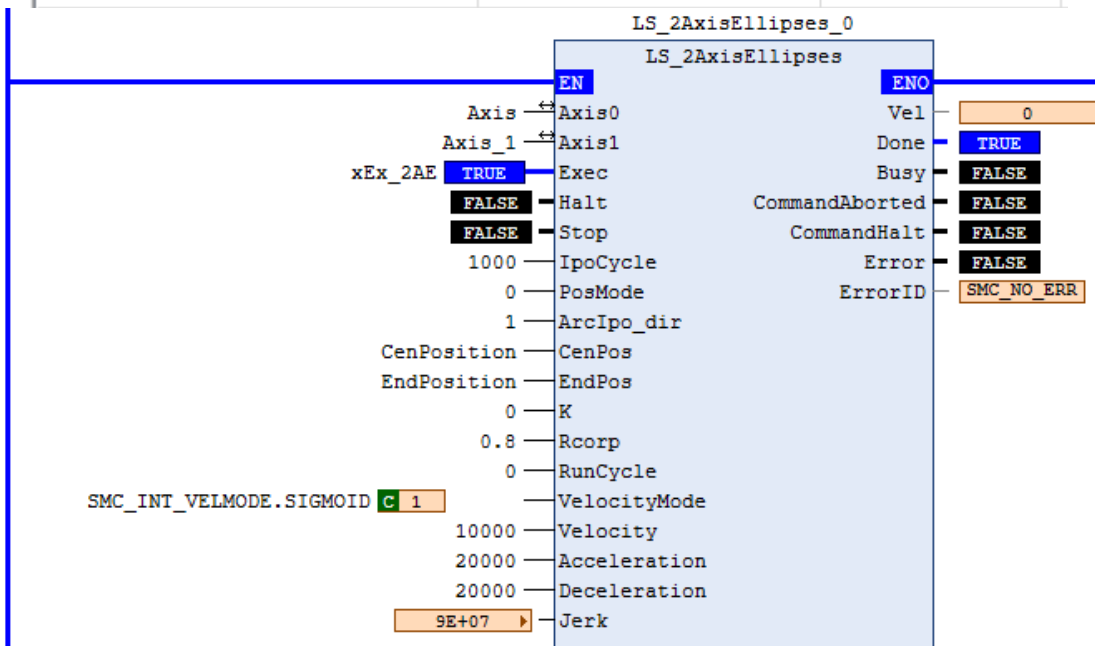 LS_2AxisEllipses_0
LS_2AxisEllipses
EN ENO
Axis Axis0 Vel 0
Axis_1 Axis1 Done TRUE
xEx_2AE TRUE Exec Busy FALSE
FALSE Halt CommandAborted FALSE
FALSE Stop CommandHalt FALSE
1000 IpoCycle Error FALSE
0 PosMode ErrorID SMC_NO_ERR
1 ArcIpo_dir
CenPosition CenPos
EndPosition EndPos
0 K
0.8 Rcorp
0 RunCycle
SMC_INT_VELMODE.SIGMOID C 1 VelocityMode
10000 Velocity
20000 Acceleration
20000 Deceleration
9E+07 Jerk